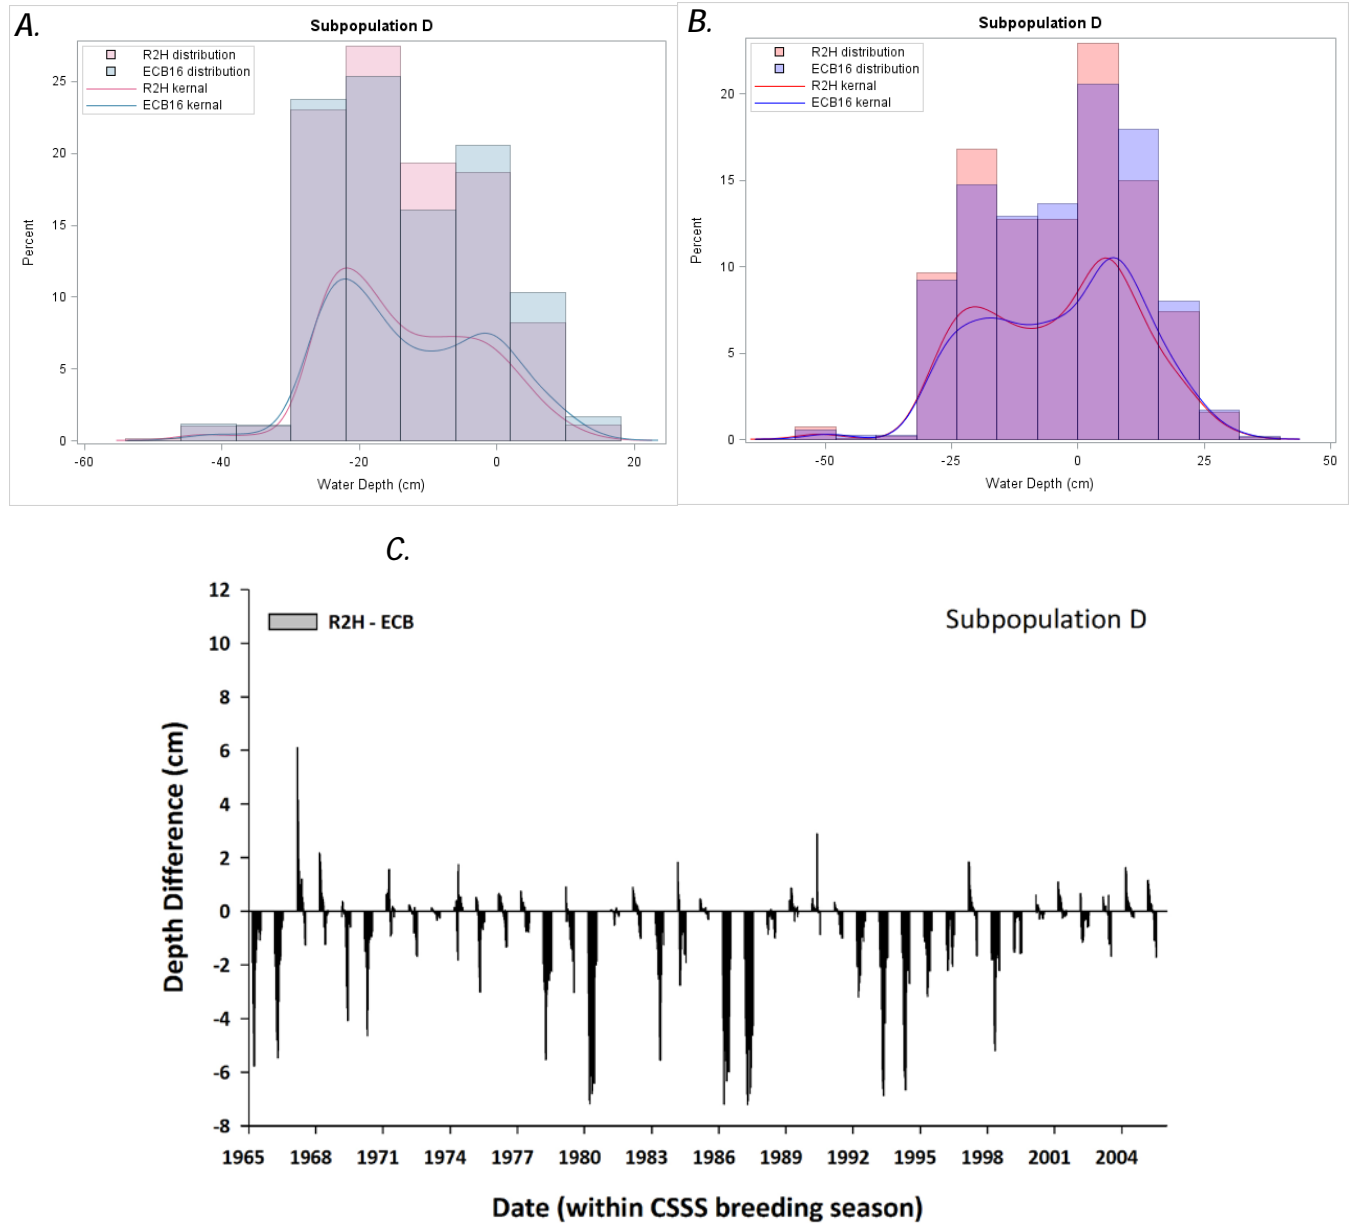 A.
Subpopulation D
R2H distribution
ECB16 distribution
R2H kernal
ECB16 kernal
25
20
15
10
5
0
Percent
-60
-40
-20
0
20
Water Depth (cm)
B.
Subpopulation D
R2H distribution
ECB16 distribution
R2H kernal
ECB16 kernal
20
15
10
5
0
Percent
-50
-25
0
25
50
Water Depth (cm)
C.
R2H - ECB
Subpopulation D
12
10
8
6
4
2
0
-2
-4
-6
-8
Depth Difference (cm)
1965 1968 1971 1974 1977 1980 1983 1986 1989 1992 1995 1998 2001 2004
Date (within CSSS breeding season)